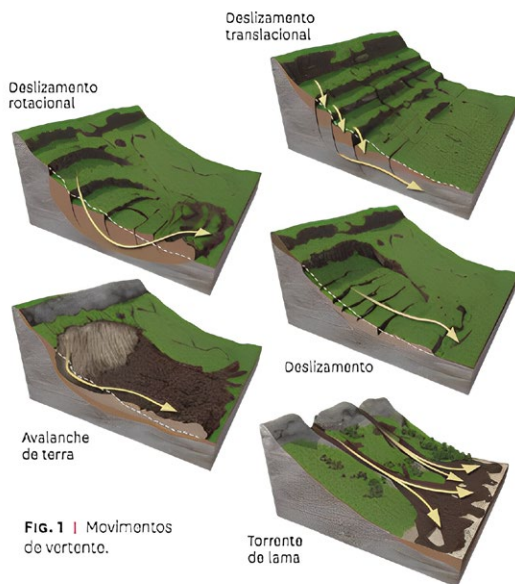 Deslizamento
translacional
Deslizamento
rotacional
Deslizamento
Avalanche
de terra
Torrente
de lama
FIG. 1 | Movimentos
de vertente.